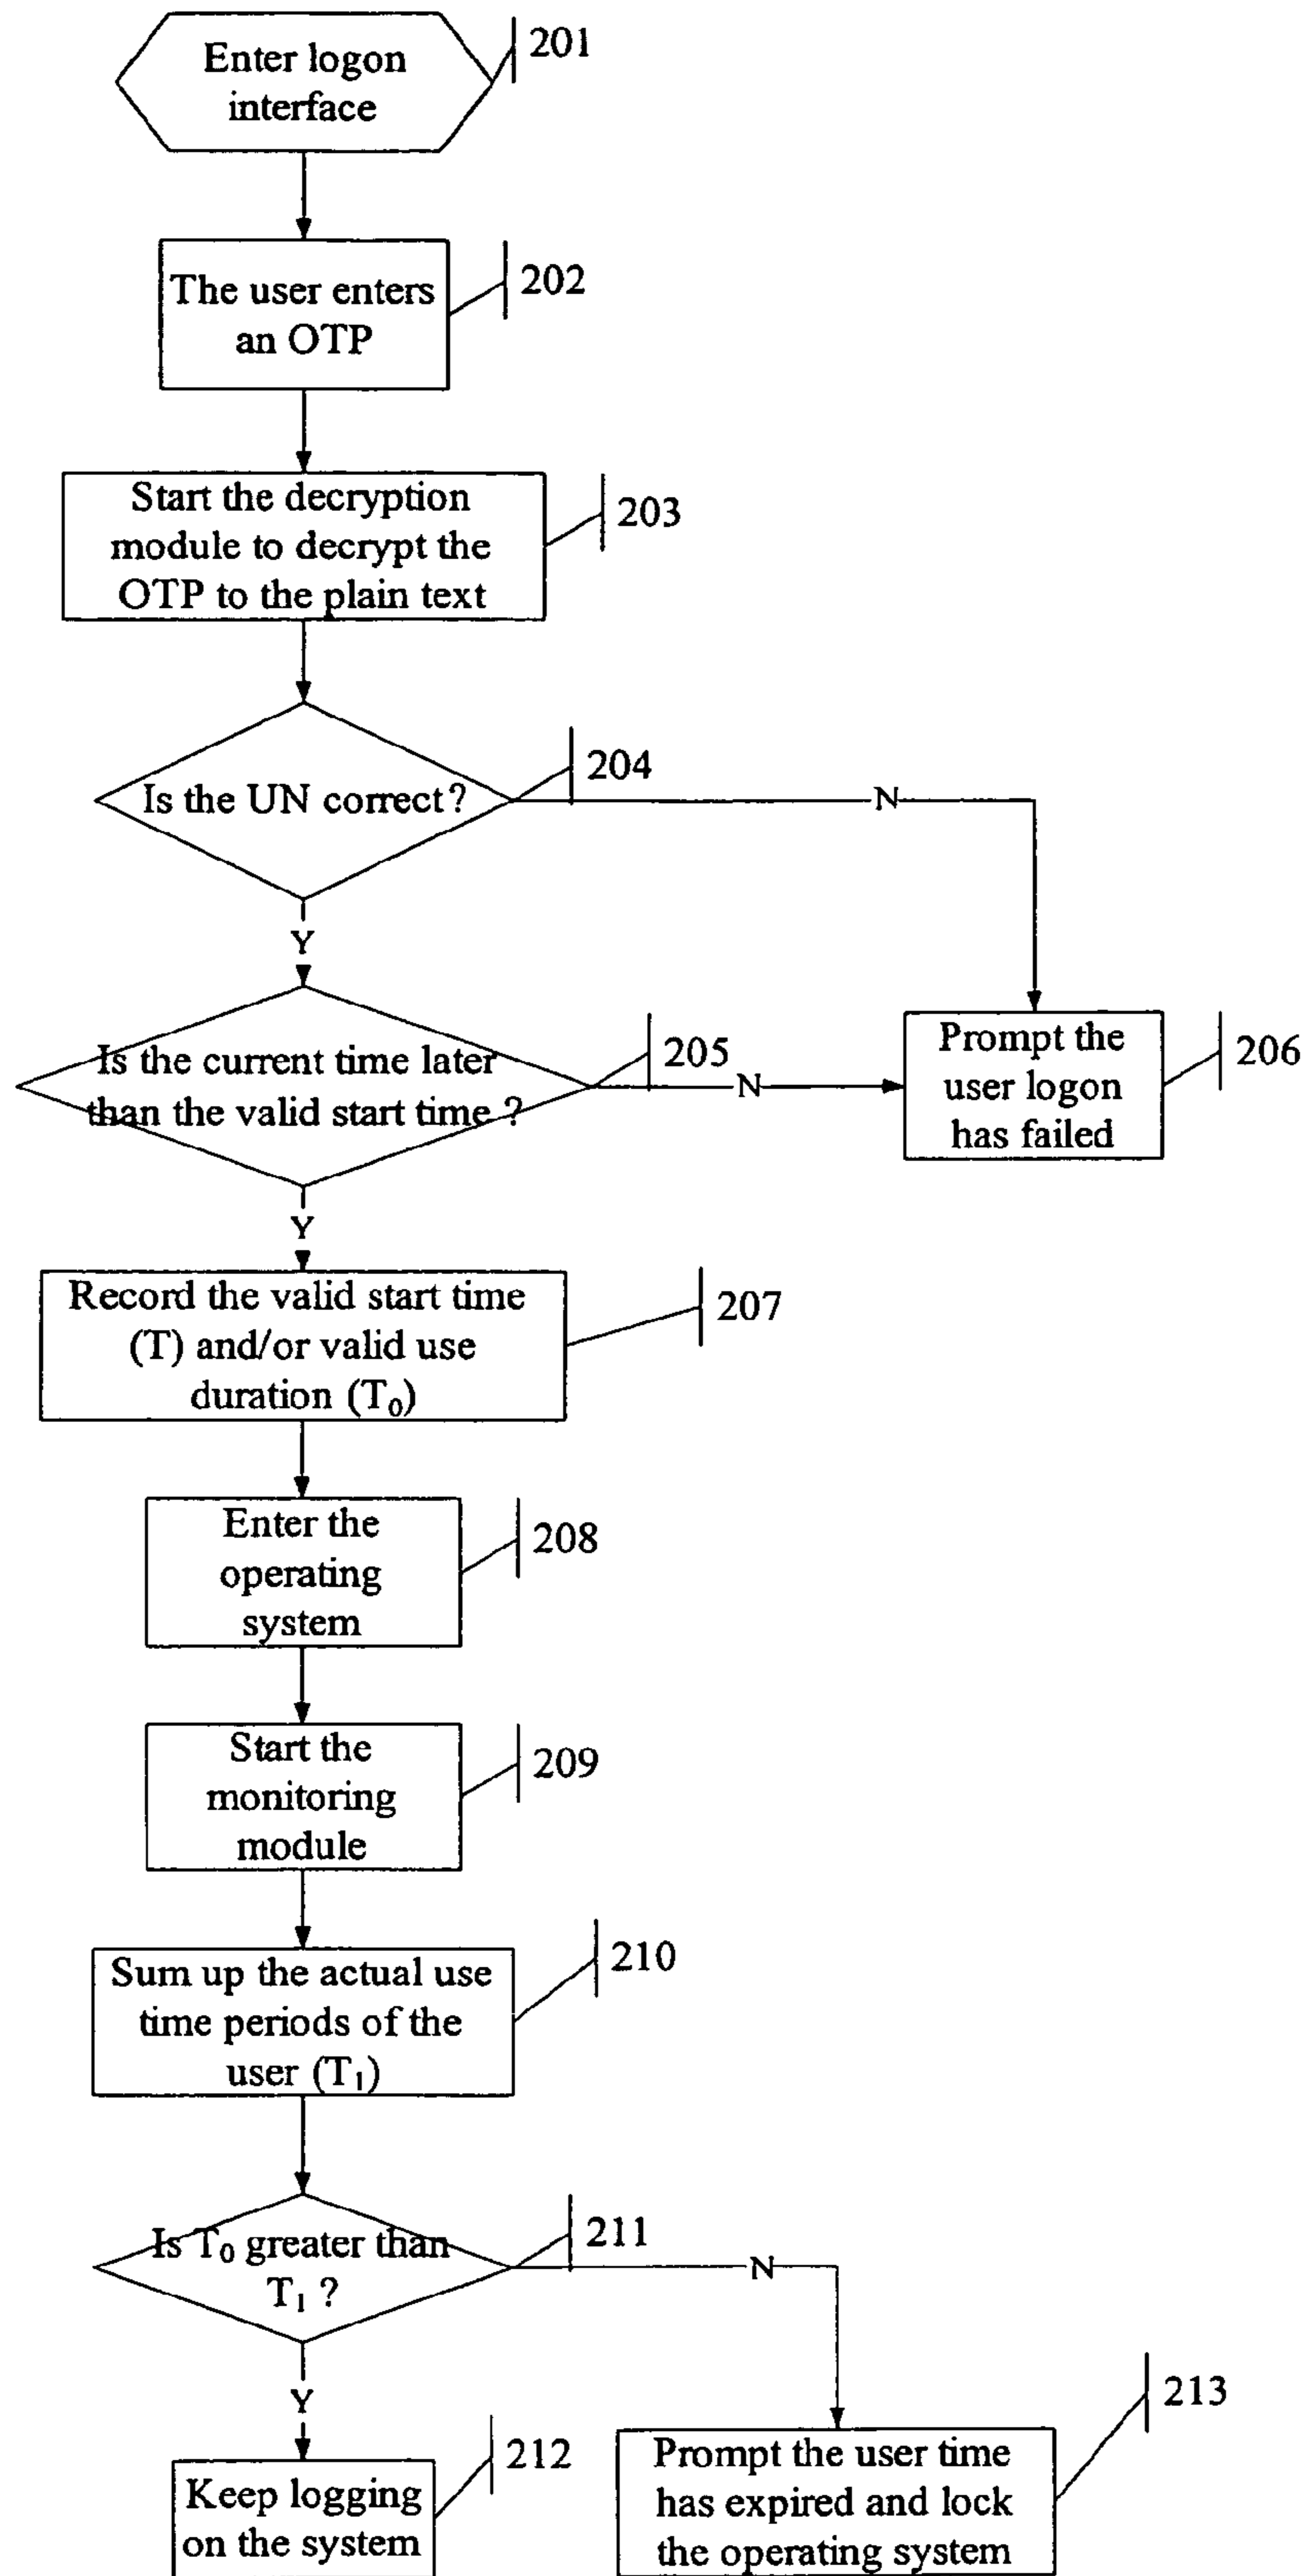 Enter logon
interface
201
The user enters
an OTP
202
Start the decryption
module to decrypt the
OTP to the plain text
203
Is the UN correct?
204
N
Y
Is the current time later
than the valid start time ?
205
N
Prompt the
user logon
has failed
206
Y
Record the valid start time
(T) and/or valid use
duration (T₀)
207
Enter the
operating
system
208
Start the
monitoring
module
209
Sum up the actual use
time periods of the
user (T₁)
210
Is T₀ greater than
T₁ ?
211
N
Y
Keep logging
on the system
212
Prompt the user time
has expired and lock
the operating system
213